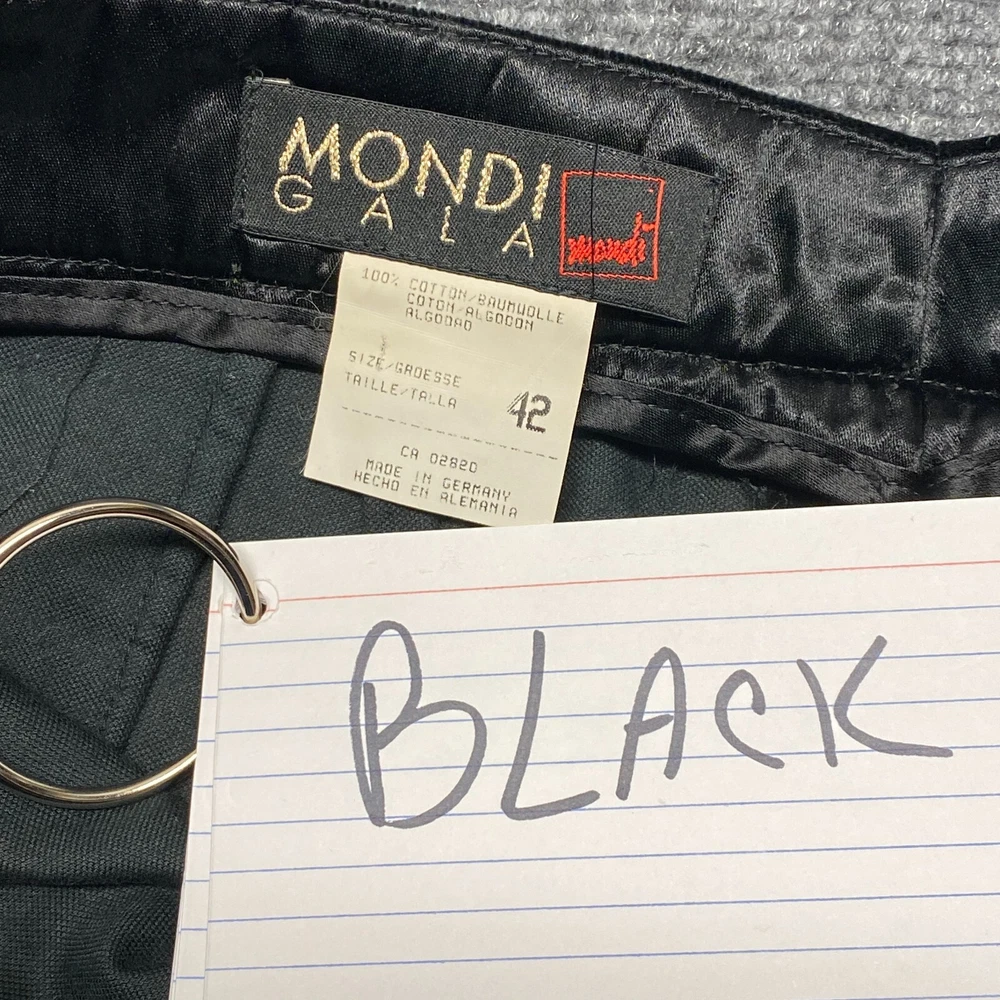 MONDI
GALA
mondi
100% COTTON/BAUMWOLLE
COTON/ALGODON
ALGODAO
SIZE/GROESSE
TAILLE/TALLA
42
CA 02820
MADE IN GERMANY
HECHO EN ALEMANIA
BLACK